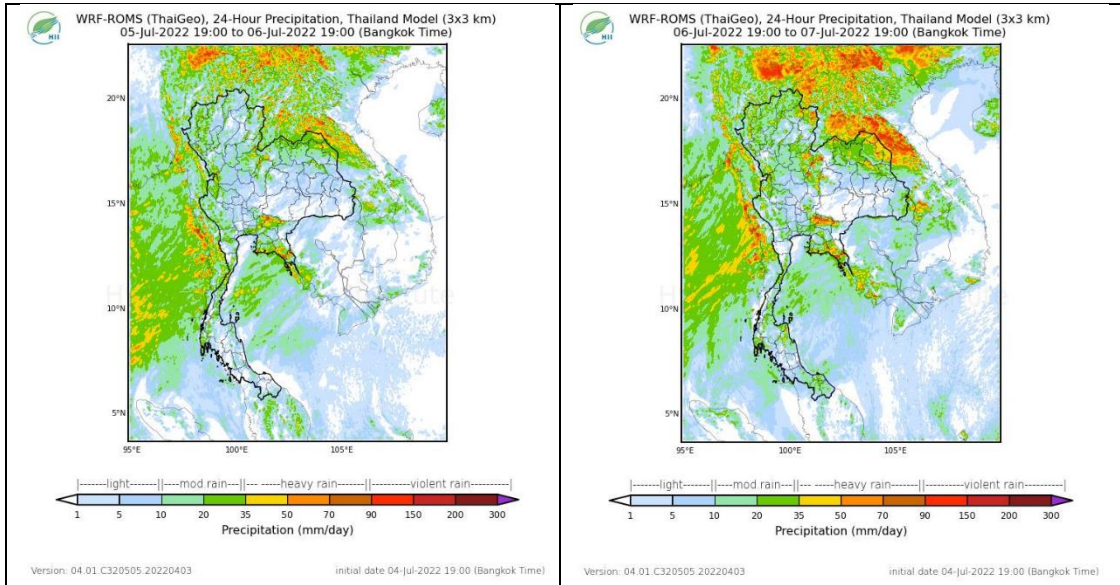 HII
WRF-ROMS (ThaiGeo), 24-Hour Precipitation, Thailand Model (3x3 km)
05-Jul-2022 19:00 to 06-Jul-2022 19:00 (Bangkok Time)
20°N
15°N
10°N
5°N
95°E 100°E 105°E
|------light------||----mod rain---||--- ----heavy rain----||----------violent rain---------|
1 5 10 20 35 50 70 90 150 200 300
Precipitation (mm/day)
Version: 04.01.C320505.20220403 initial date 04-Jul-2022 19:00 (Bangkok Time)
HII
WRF-ROMS (ThaiGeo), 24-Hour Precipitation, Thailand Model (3x3 km)
06-Jul-2022 19:00 to 07-Jul-2022 19:00 (Bangkok Time)
20°N
15°N
10°N
5°N
95°E 100°E 105°E
|------light------||----mod rain---||--- ----heavy rain----||----------violent rain---------|
1 5 10 20 35 50 70 90 150 200 300
Precipitation (mm/day)
Version: 04.01.C320505.20220403 initial date 04-Jul-2022 19:00 (Bangkok Time)